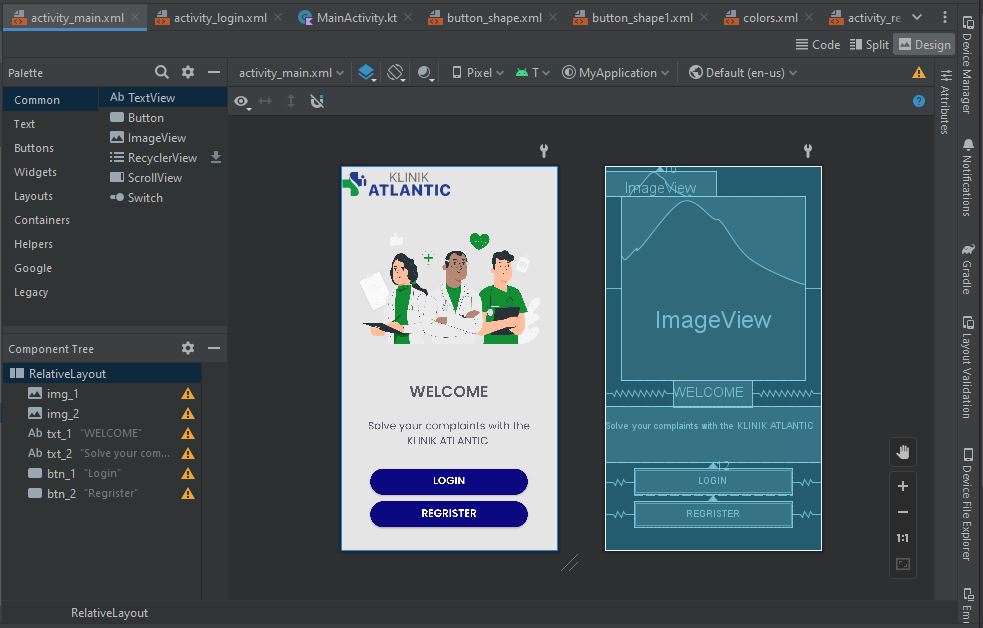 activity_main.xml
activity_login.xml
MainActivity.kt
button_shape.xml
button_shape1.xml
colors.xml
activity_re
Code
Split
Design
Palette
activity_main.xml
Pixel
T
MyApplication
Default (en-us)
Common
Text
Buttons
Widgets
Layouts
Containers
Helpers
Google
Legacy
Ab TextView
Button
ImageView
RecyclerView
ScrollView
Switch
?
Component Tree
RelativeLayout
img_1
img_2
Ab txt_1 "WELCOME"
Ab txt_2 "Solve your com...
btn_1 "Login"
btn_2 "Regrister"
RelativeLayout
KLINIK
ATLANTIC
WELCOME
Solve your complaints with the
KLINIK ATLANTIC
LOGIN
REGRISTER
10
ImageView
ImageView
WELCOME
Solve your complaints with the KLINIK ATLANTIC
12
LOGIN
REGRISTER
1:1
Attributes
Device Manager
Notifications
Gradle
Layout Validation
Device File Explorer
Emu